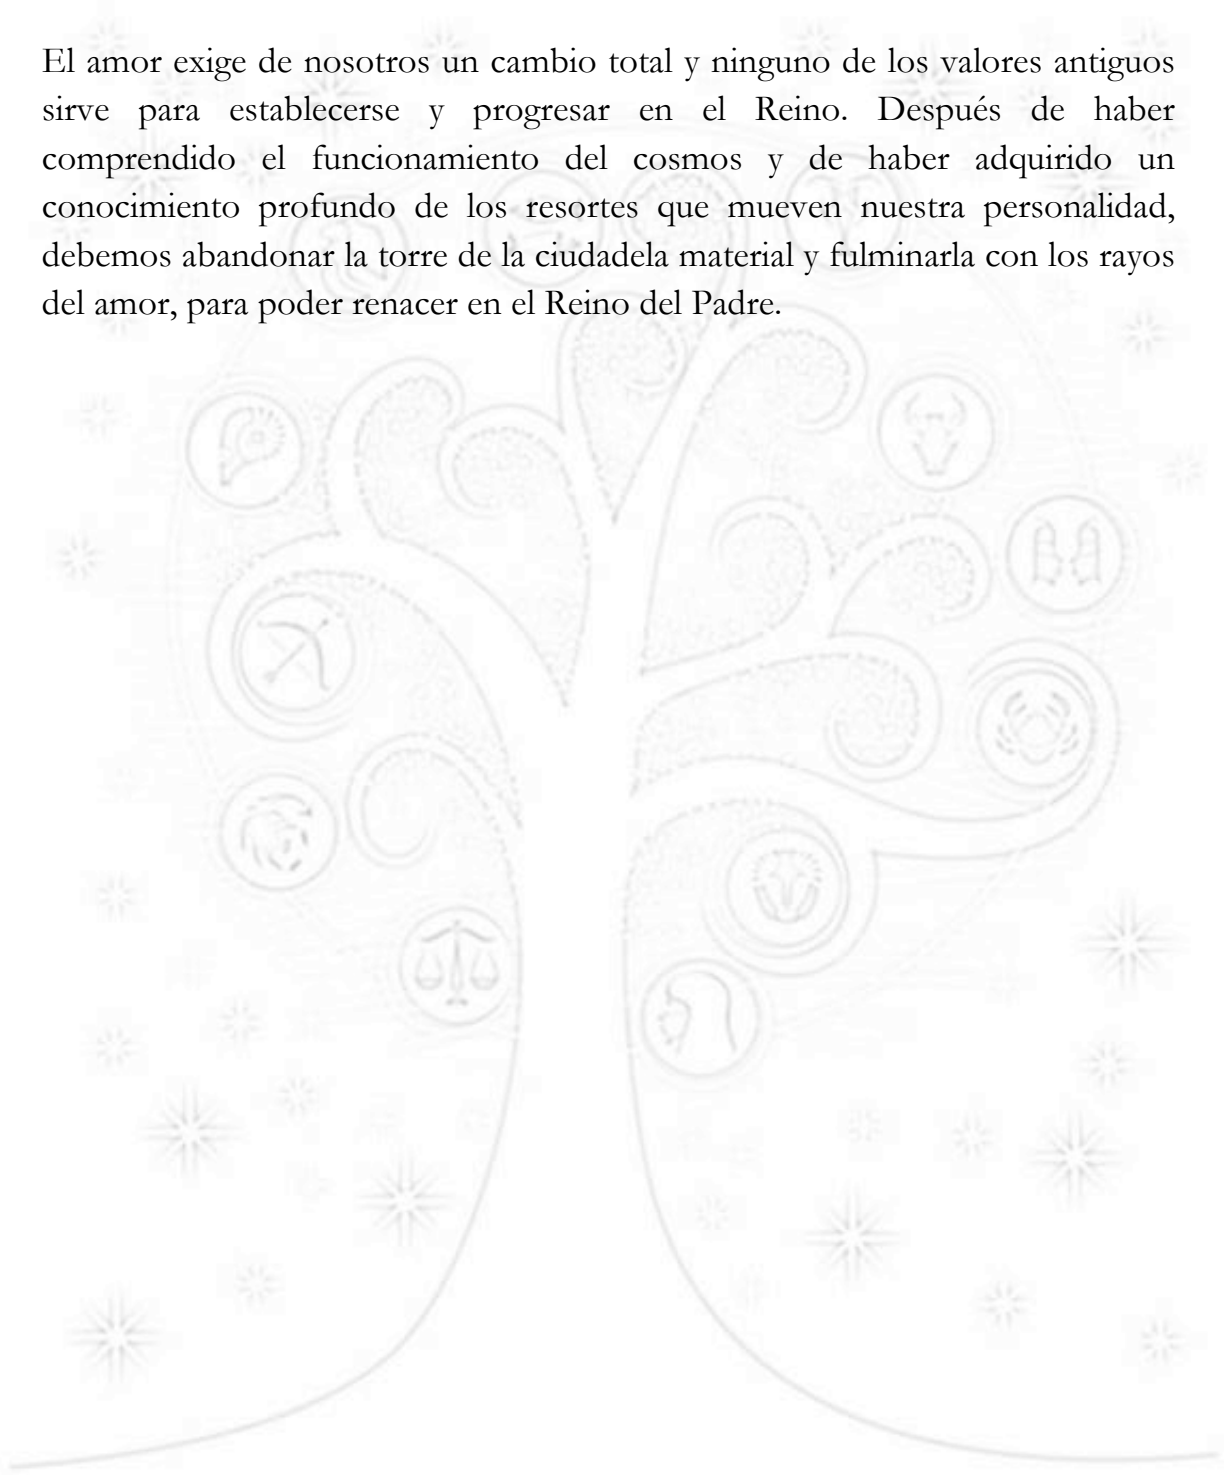 El amor exige de nosotros un cambio total y ninguno de los valores antiguos
sirve para establecerse y progresar en el Reino. Después de haber
comprendido el funcionamiento del cosmos y de haber adquirido un
conocimiento profundo de los resortes que mueven nuestra personalidad,
debemos abandonar la torre de la ciudadela material y fulminarla con los rayos
del amor, para poder renacer en el Reino del Padre.